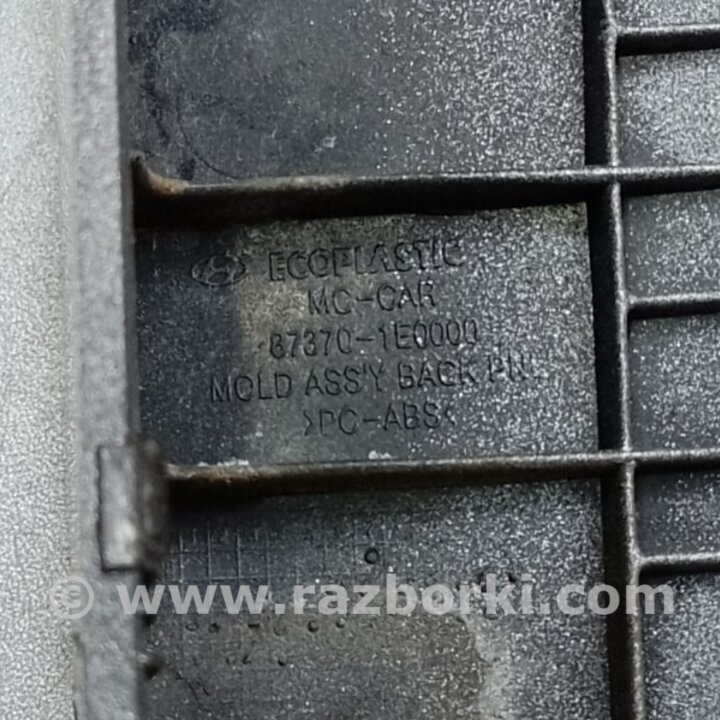 ECOPLASTIC
MC-CAR
87370-1E0000
MOLD ASS'Y BACK PNL
>PC-ABS<
© www.razborki.com